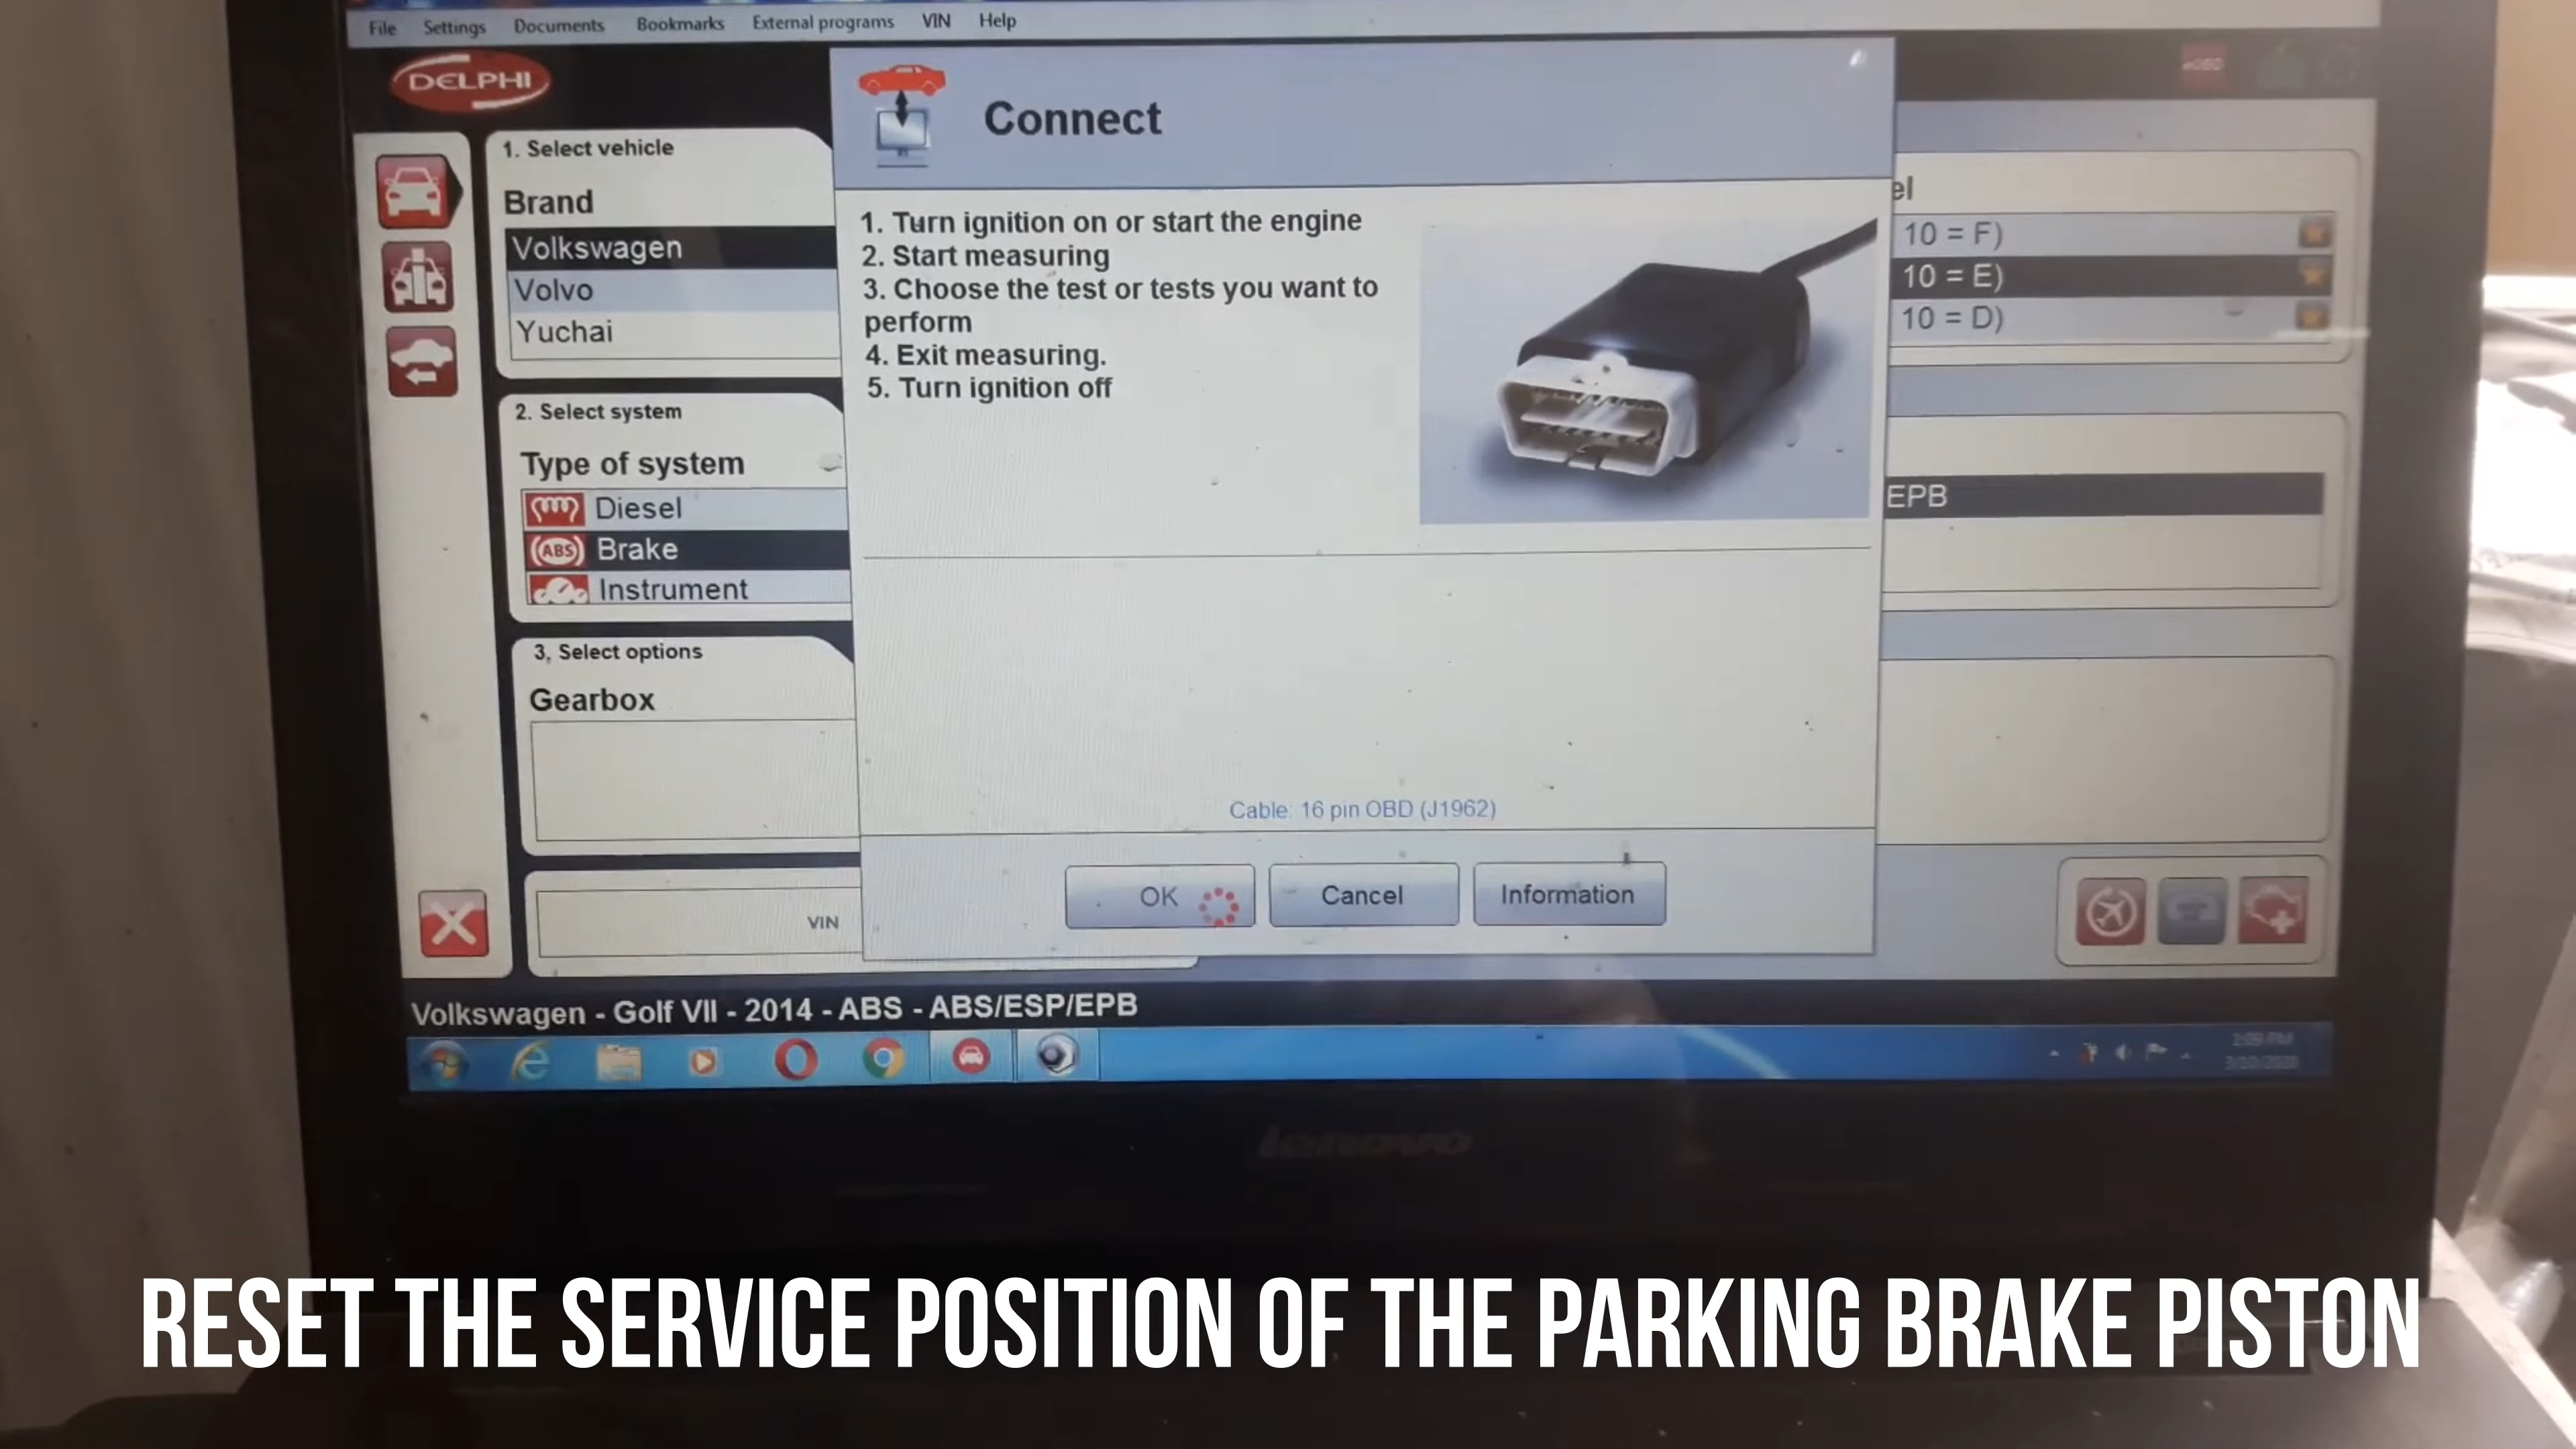 File Settings Documents Bookmarks External programs VIN Help
DELPHI
Connect
1. Select vehicle
Brand
Volkswagen
Volvo
Yuchai
1. Turn ignition on or start the engine
2. Start measuring
3. Choose the test or tests you want to
perform
4. Exit measuring.
5. Turn ignition off
el
10 = F)
10 = E)
10 = D)
2. Select system
Type of system
Diesel
ABS Brake
Instrument
EPB
3. Select options
Gearbox
Cable: 16 pin OBD (J1962)
VIN
OK Cancel Information
Volkswagen - Golf VII - 2014 - ABS - ABS/ESP/EPB
lenovo
RESET THE SERVICE POSITION OF THE PARKING BRAKE PISTON